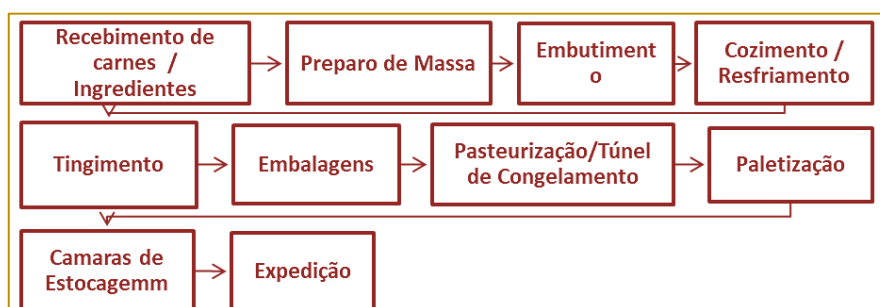 Recebimento de
carnes /
Ingredientes
Preparo de Massa
Embutiment
o
Cozimento /
Resfriamento
Tingimento
Embalagens
Pasteurização/Túnel
de Congelamento
Paletização
Camaras de
Estocagemm
Expedição